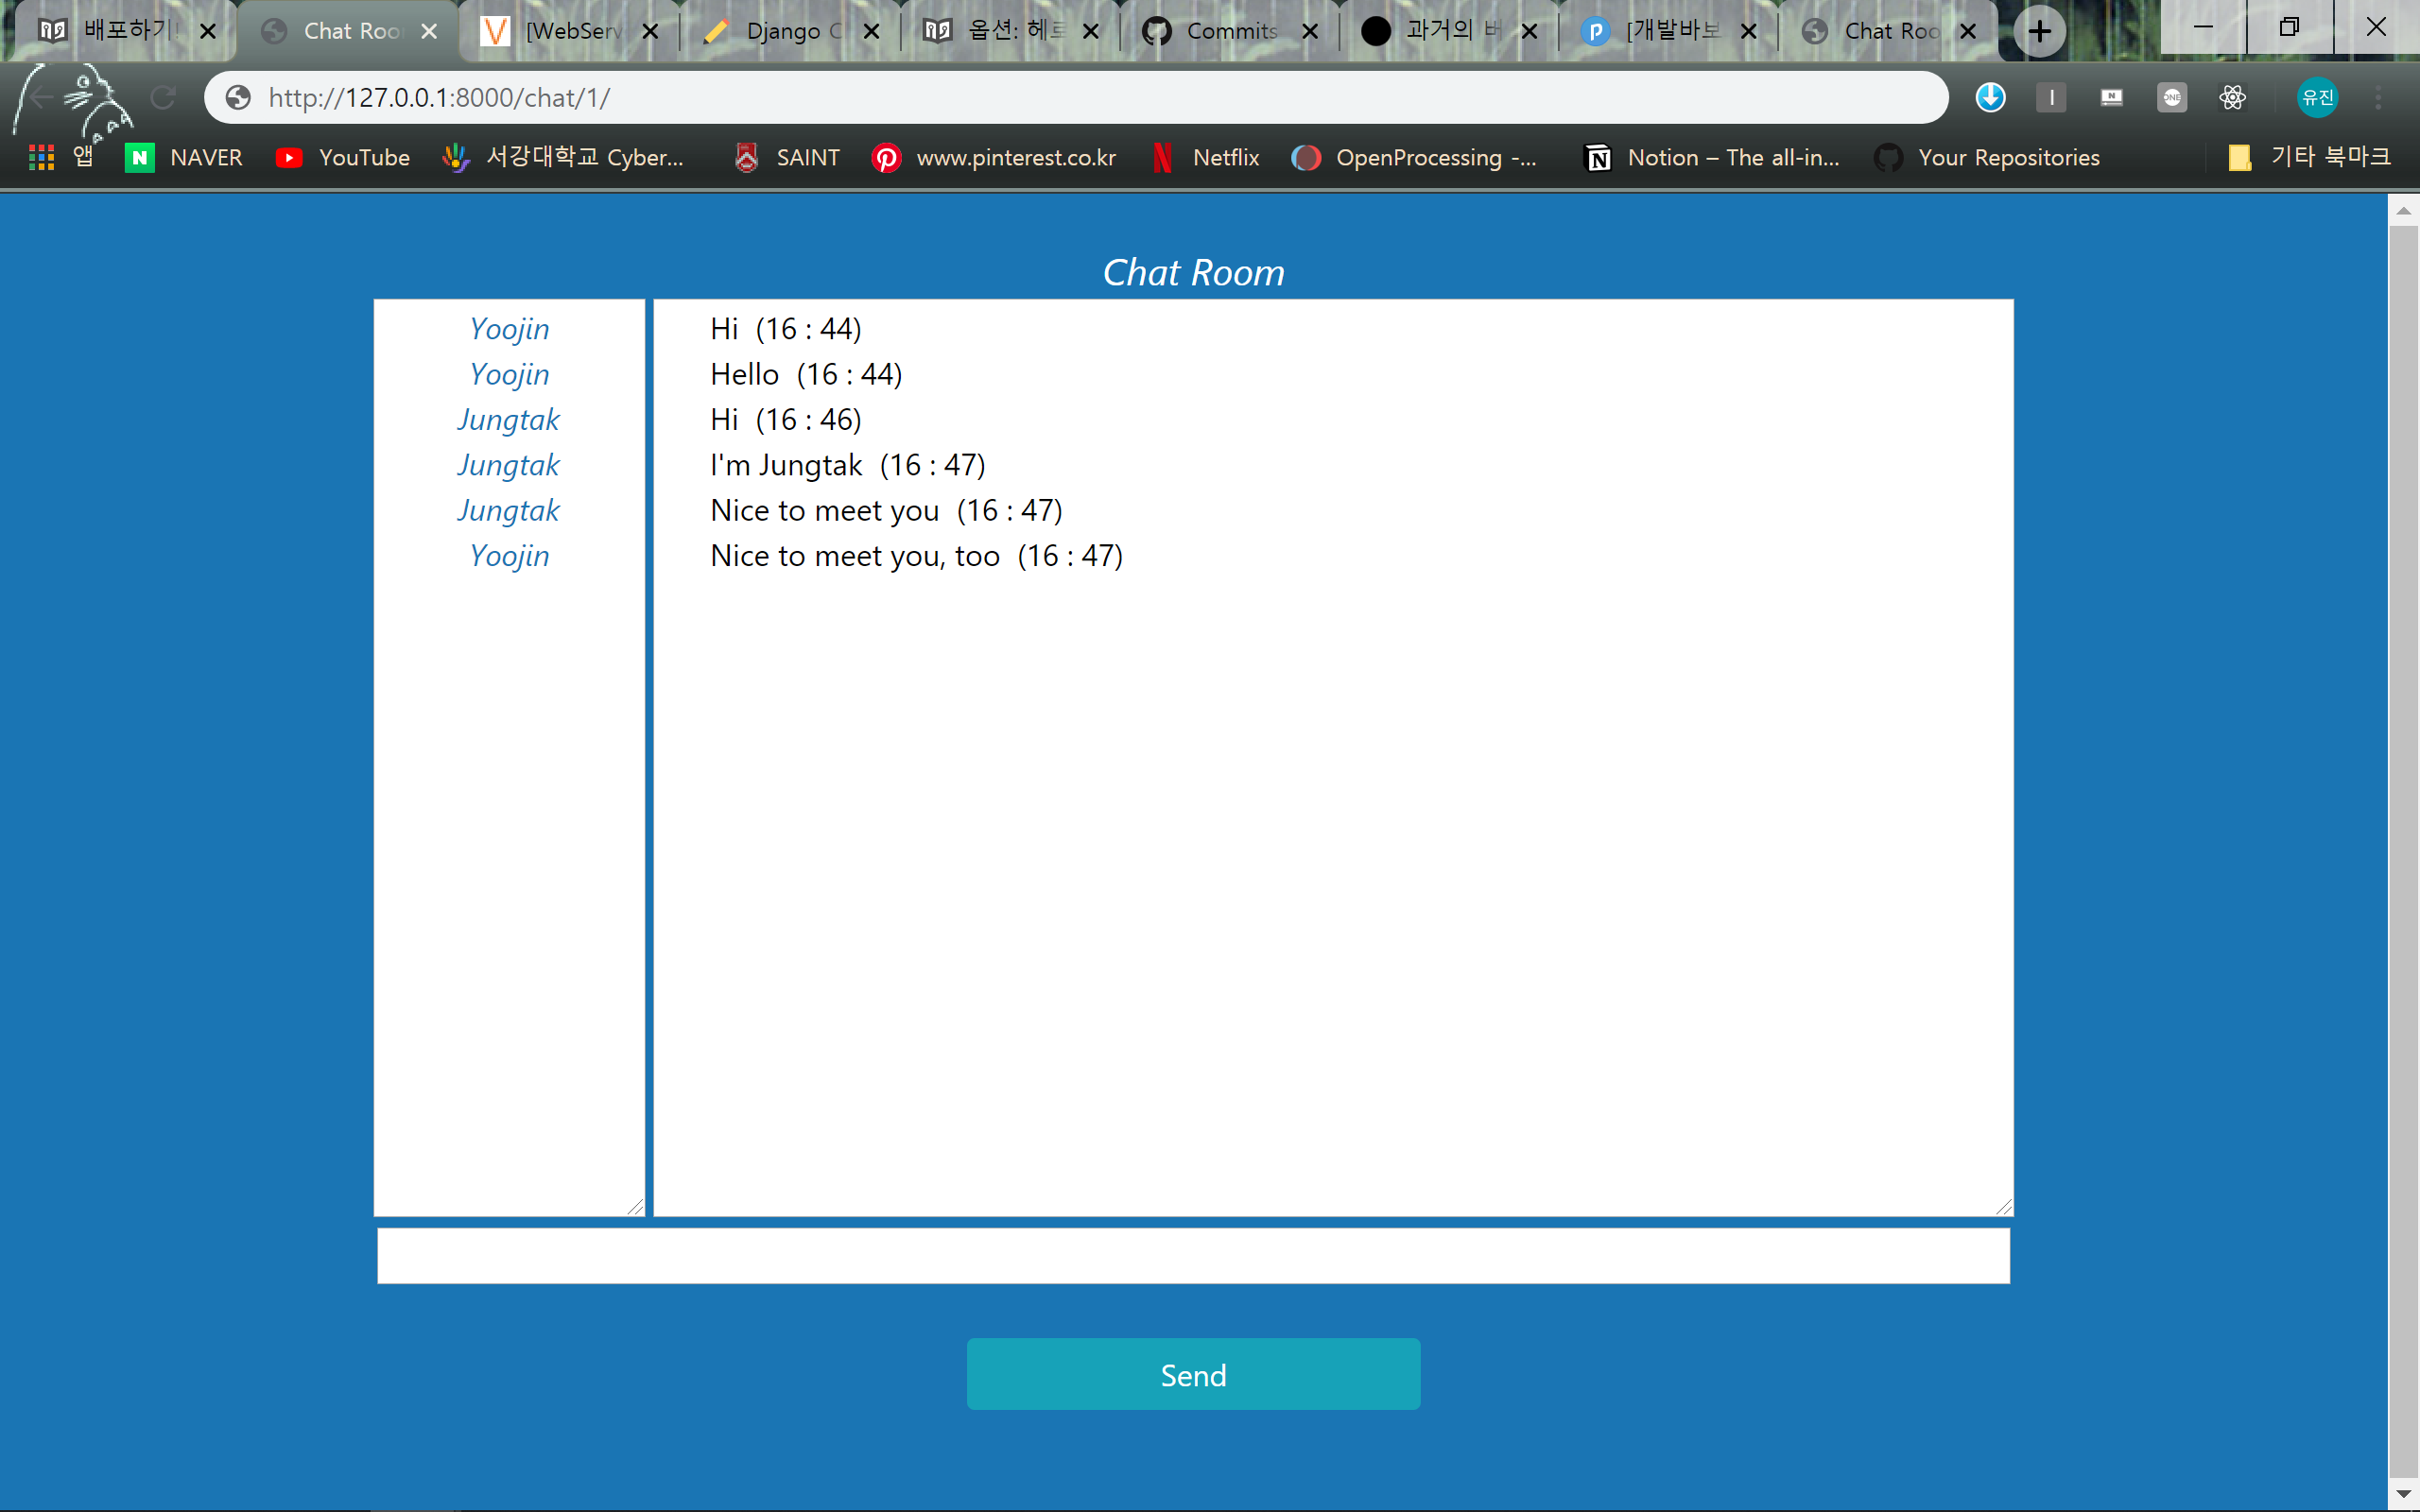 배포하기! Chat Roo [WebServ Django C 옵션: 헤로 Commits 과거의 버 [개발바보 Chat Roo
http://127.0.0.1:8000/chat/1/ N ONE 유진
앱 N NAVER YouTube 서강대학교 Cyber... SAINT www.pinterest.co.kr Netflix OpenProcessing -... Notion – The all-in... Your Repositories 기타 북마크
Chat Room
Yoojin Hi (16 : 44)
Yoojin Hello (16 : 44)
Jungtak Hi (16 : 46)
Jungtak I'm Jungtak (16 : 47)
Jungtak Nice to meet you (16 : 47)
Yoojin Nice to meet you, too (16 : 47)
Send